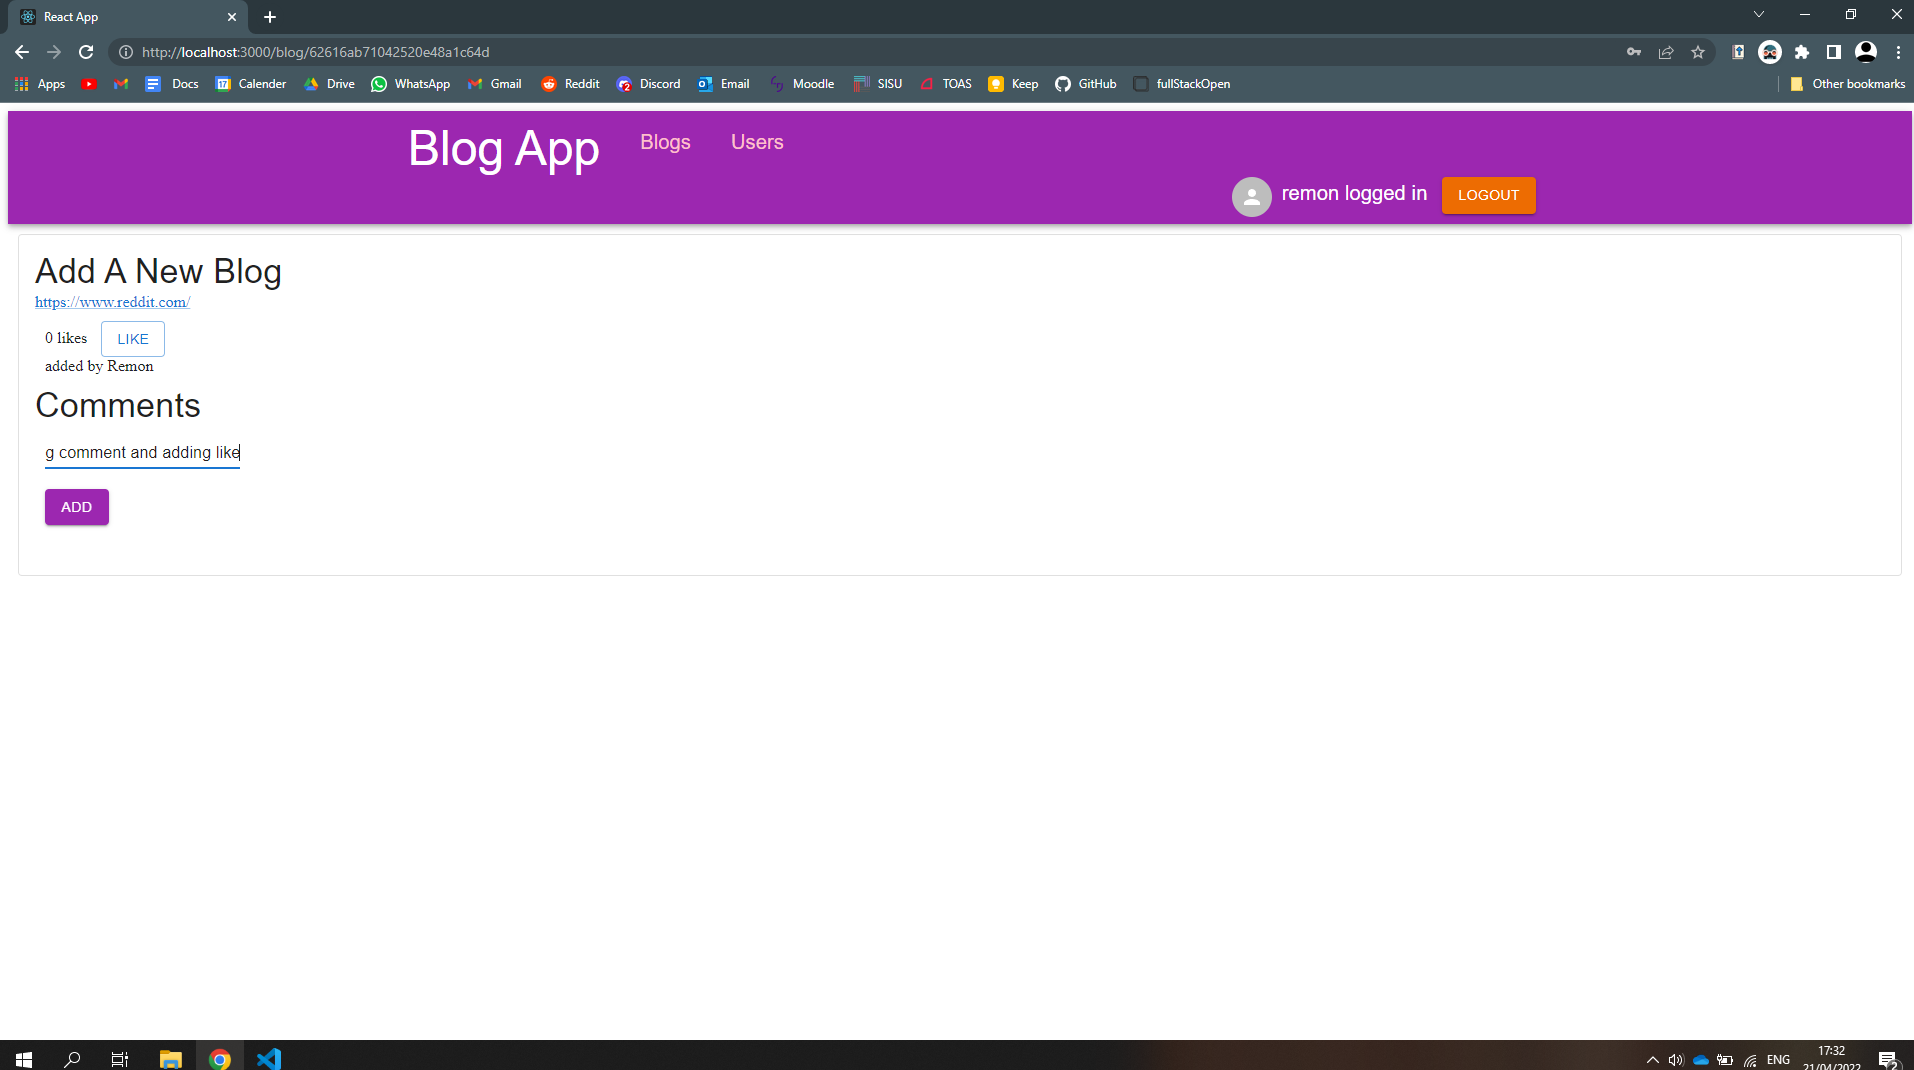 React App
http://localhost:3000/blog/62616ab71042520e48a1c64d
Apps Docs 17 Calender Drive WhatsApp Gmail Reddit 2 Discord Email Moodle SISU TOAS Keep GitHub fullStackOpen Other bookmarks
Blog App Blogs Users
remon logged in LOGOUT
Add A New Blog
https://www.reddit.com/
0 likes LIKE
added by Remon
Comments
g comment and adding like
ADD
ENG 17:32
21/04/2022 2